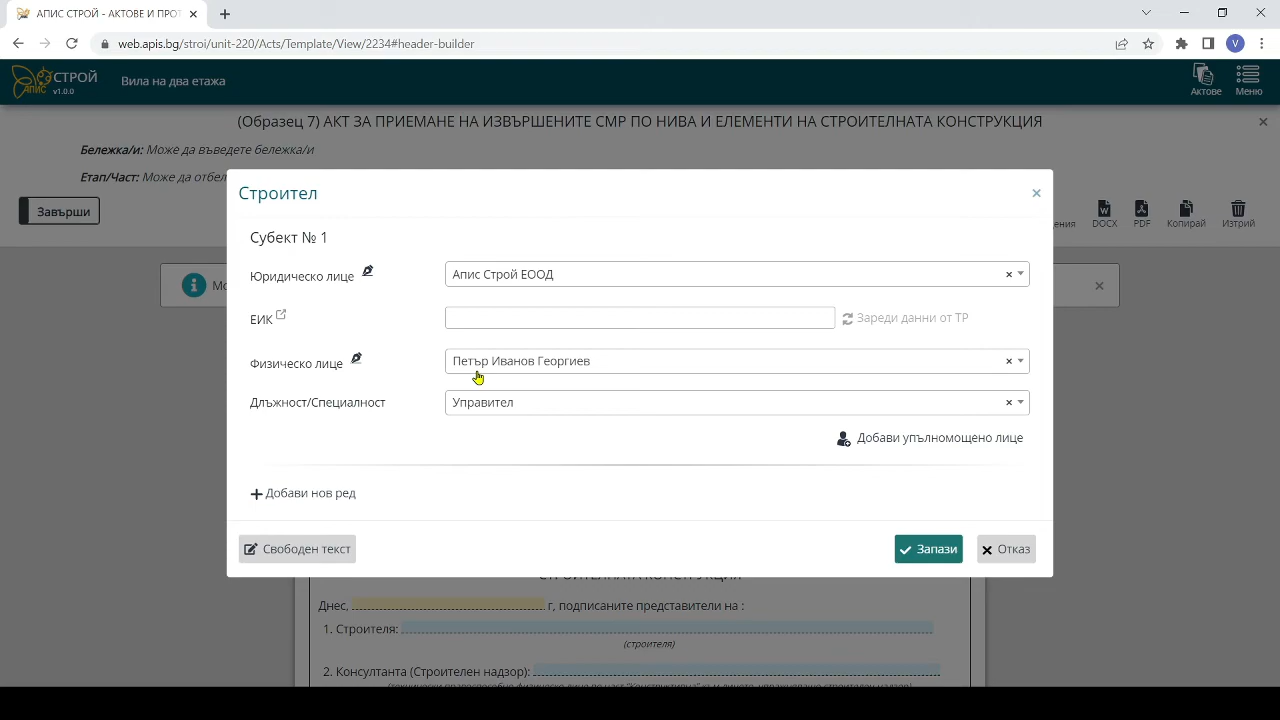 АПИС СТРОЙ - АКТОВЕ И ПРОТ
web.apis.bg/stroi/unit-220/Acts/Template/View/2234#header-builder
V
АПИС СТРОЙ v1.0.0
Вила на два етажа
Актове
Меню
(Образец 7) АКТ ЗА ПРИЕМАНЕ НА ИЗВЪРШЕНИТЕ СМР ПО НИВА И ЕЛЕМЕНТИ НА СТРОИТЕЛНАТА КОНСТРУКЦИЯ
Бележка/и: Може да въведете бележка/и
Етап/Част: Може да отбел
Завърши
DOCX
PDF
Копирай
Изтрий
Строител
Субект № 1
Юридическо лице
Апис Строй ЕООД
ЕИК
Зареди данни от ТР
Физическо лице
Петър Иванов Георгиев
Длъжност/Специалност
Управител
Добави упълномощено лице
Добави нов ред
Свободен текст
Запази
Отказ
Днес, г, подписаните представители на :
1. Строителя:
(строителя)
2. Консултанта (Строителен надзор):